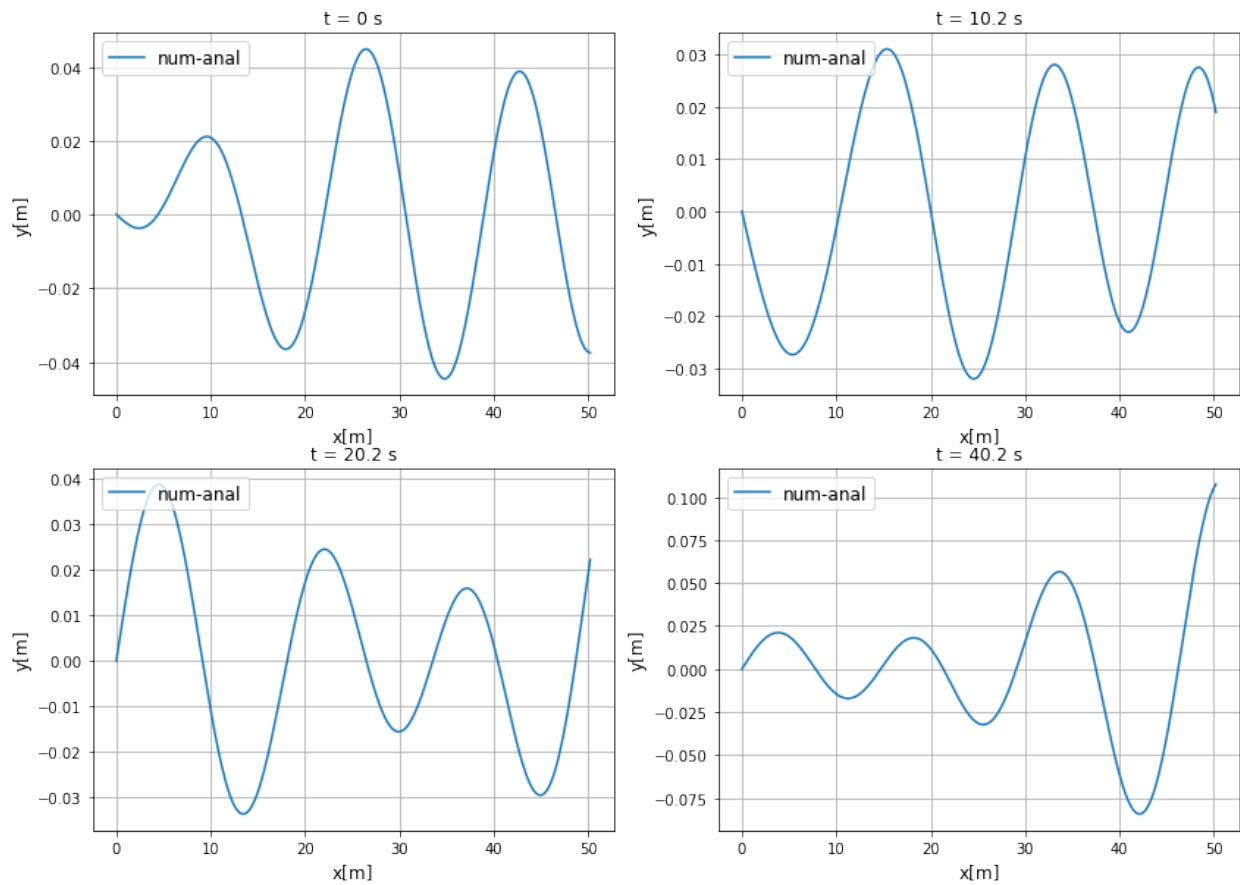 t = 0 s
num-anal
y[m]
0.04
0.02
0.00
−0.02
−0.04
0 10 20 30 40 50
x[m]
t = 10.2 s
num-anal
y[m]
0.03
0.02
0.01
0.00
−0.01
−0.02
−0.03
0 10 20 30 40 50
x[m]
t = 20.2 s
num-anal
y[m]
0.04
0.03
0.02
0.01
0.00
−0.01
−0.02
−0.03
0 10 20 30 40 50
x[m]
t = 40.2 s
num-anal
y[m]
0.100
0.075
0.050
0.025
0.000
−0.025
−0.050
−0.075
0 10 20 30 40 50
x[m]